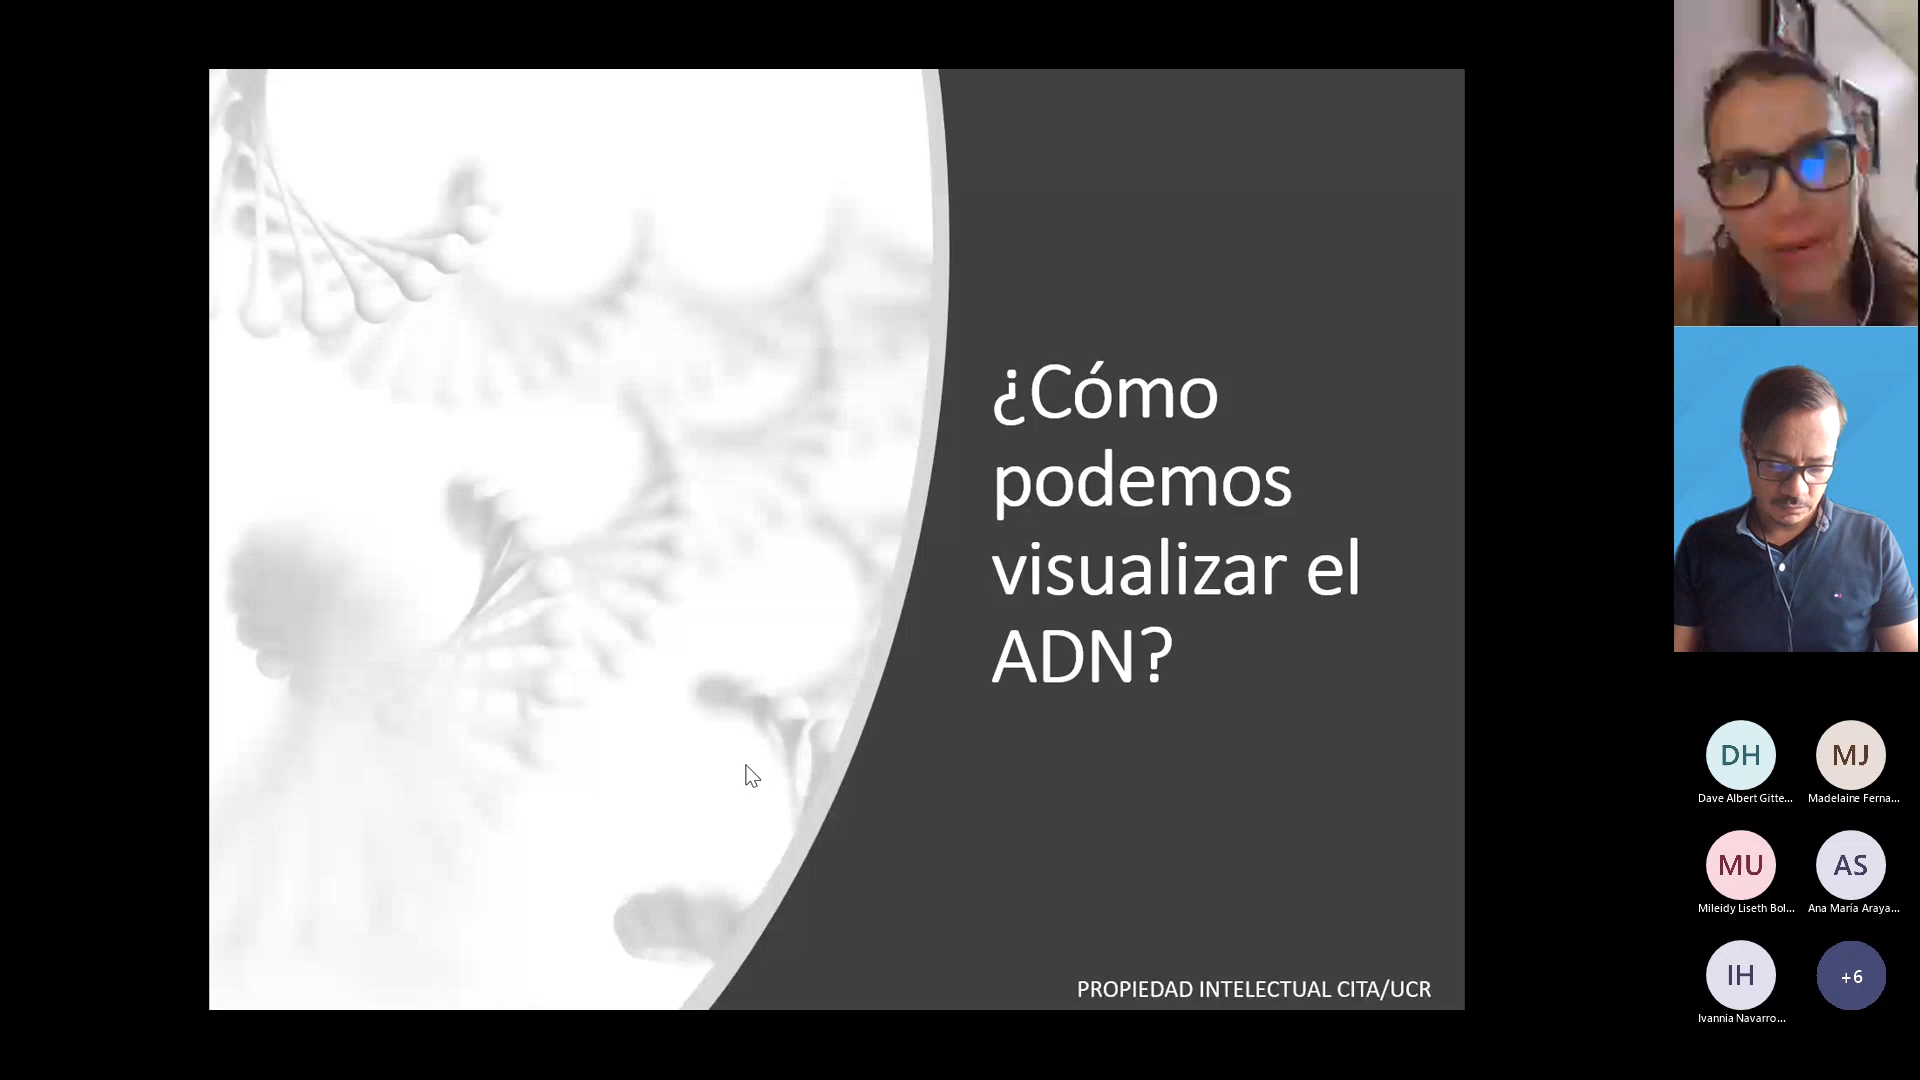 ¿Cómo
podemos
visualizar el
ADN?
PROPIEDAD INTELECTUAL CITA/UCR
DH
MJ
Dave Albert Gitte...
Madelaine Ferna...
MU
AS
Mileidy Liseth Bol...
Ana María Araya...
IH
+6
Ivannia Navarro...